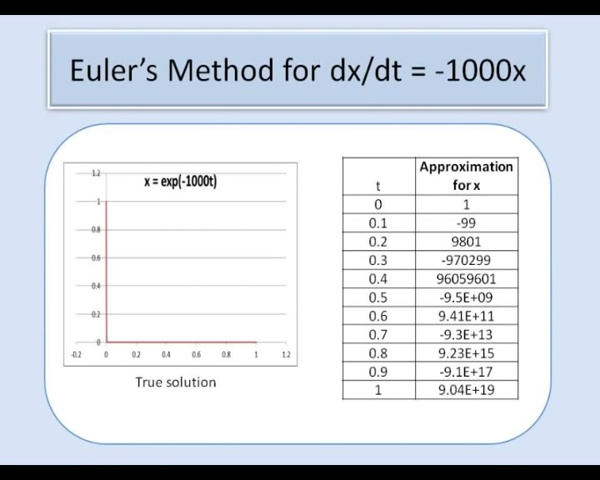 Euler's Method for dx/dt = -1000x
x = exp(-1000t)
1.2
1
0.8
0.6
0.4
0.2
0
-0.2 0 0.2 0.4 0.6 0.8 1 1.2
True solution
t Approximation for x
0 1
0.1 -99
0.2 9801
0.3 -970299
0.4 96059601
0.5 -9.5E+09
0.6 9.41E+11
0.7 -9.3E+13
0.8 9.23E+15
0.9 -9.1E+17
1 9.04E+19